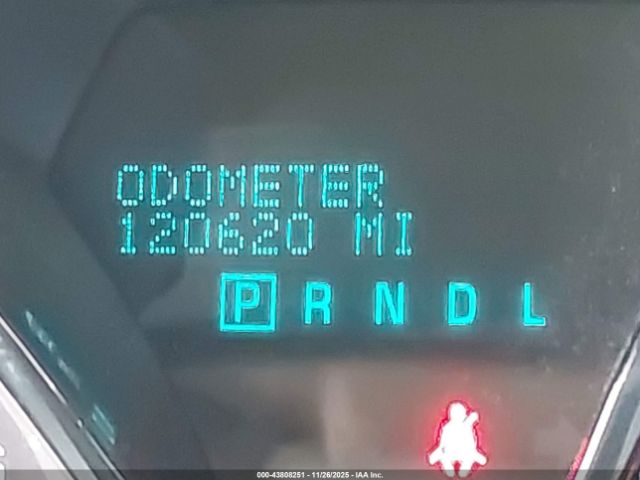 ODOMETER
120620 MI
P R N D L
000-43808251 - 11/26/2025 - IAA Inc.